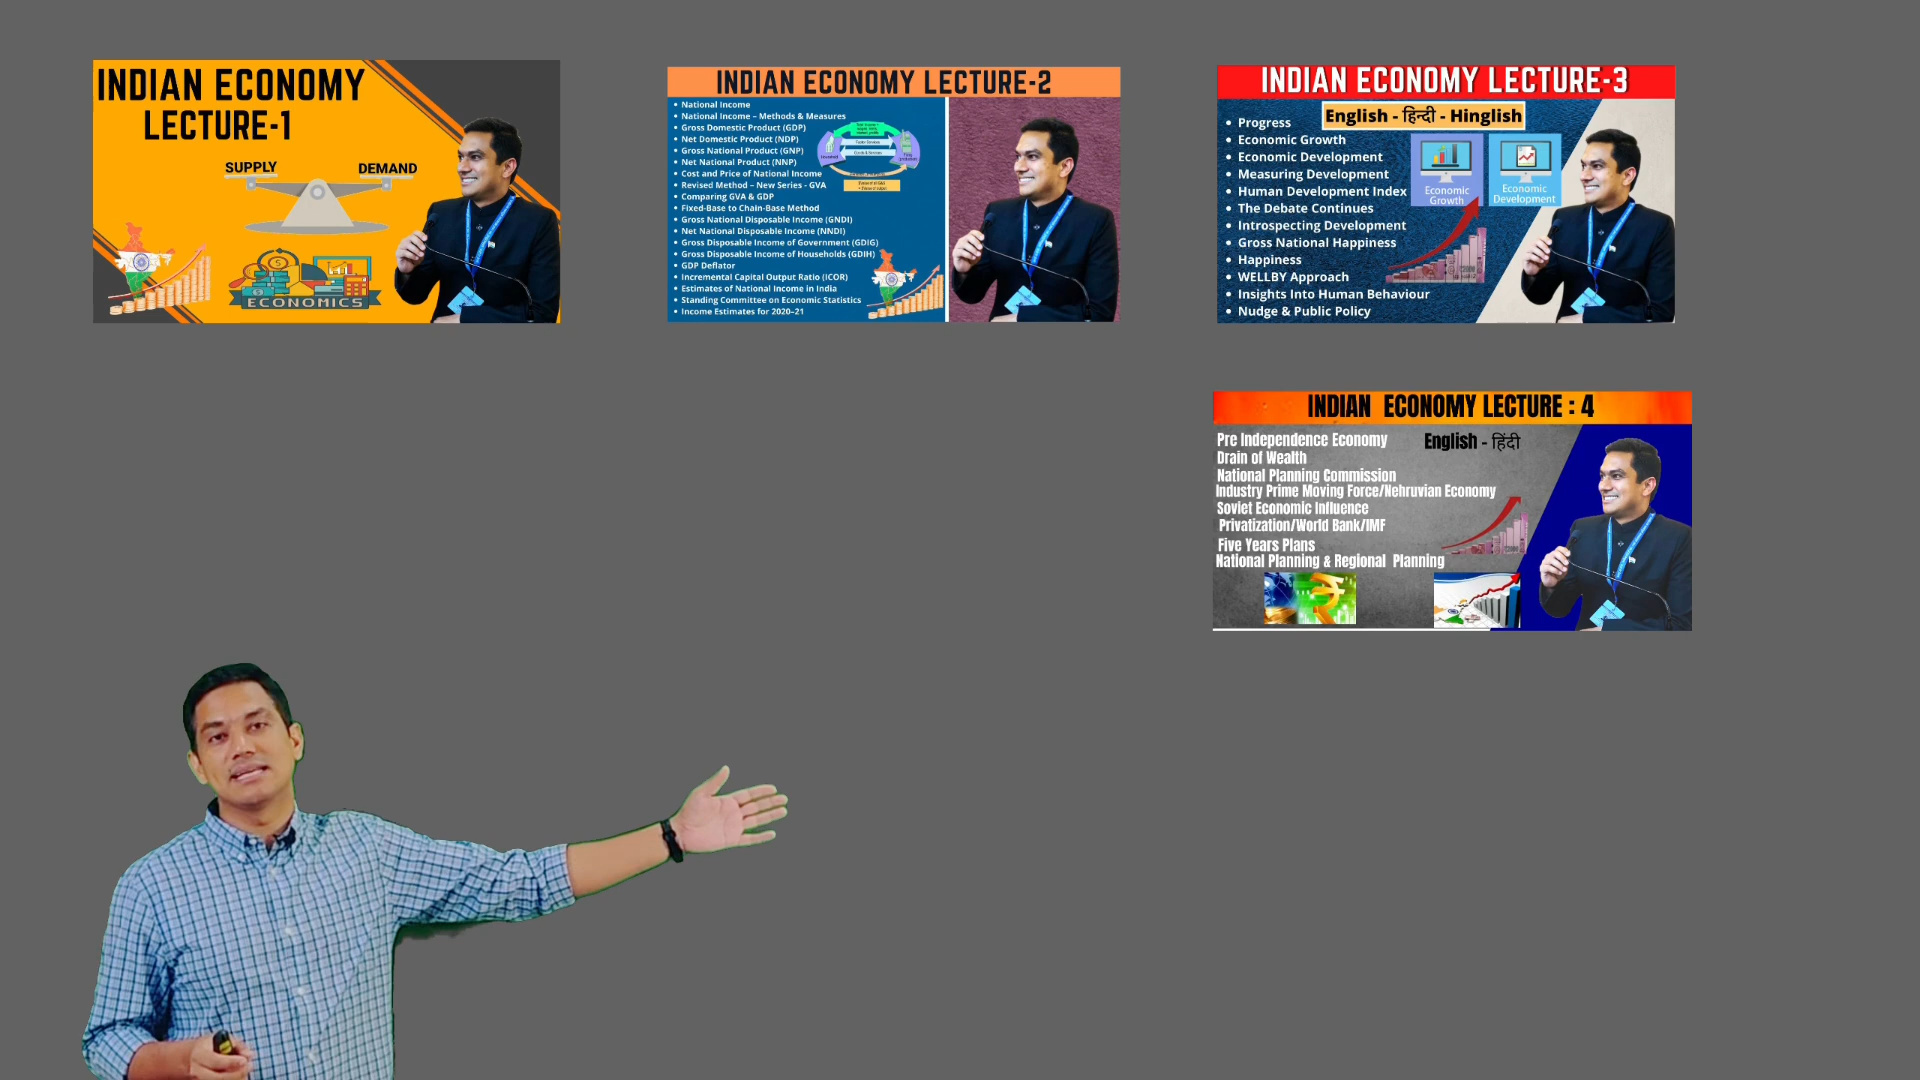 INDIAN ECONOMY
LECTURE-1
SUPPLY
DEMAND
ECONOMICS
INDIAN ECONOMY LECTURE-2
• National Income
• National Income – Methods & Measures
• Gross Domestic Product (GDP)
• Net Domestic Product (NDP)
• Gross National Product (GNP)
• Net National Product (NNP)
• Cost and Price of National Income
• Revised Method – New Series - GVA
• Comparing GVA & GDP
• Fixed-Base to Chain-Base Method
• Gross National Disposable Income (GNDI)
• Net National Disposable Income (NNDI)
• Gross Disposable Income of Government (GDIG)
• Gross Disposable Income of Households (GDIH)
• GDP Deflator
• Incremental Capital Output Ratio (ICOR)
• Estimates of National Income in India
• Standing Committee on Economic Statistics
• Income Estimates for 2020–21
INDIAN ECONOMY LECTURE-3
English - हिन्दी - Hinglish
• Progress
• Economic Growth
• Economic Development
• Measuring Development
• Human Development Index
• The Debate Continues
• Introspecting Development
• Gross National Happiness
• Happiness
• WELLBY Approach
• Insights Into Human Behaviour
• Nudge & Public Policy
Economic
Growth
Economic
Development
INDIAN ECONOMY LECTURE : 4
English - हिंदी
Pre Independence Economy
Drain of Wealth
National Planning Commission
Industry Prime Moving Force/Nehruvian Economy
Soviet Economic Influence
Privatization/World Bank/IMF
Five Years Plans
National Planning & Regional Planning